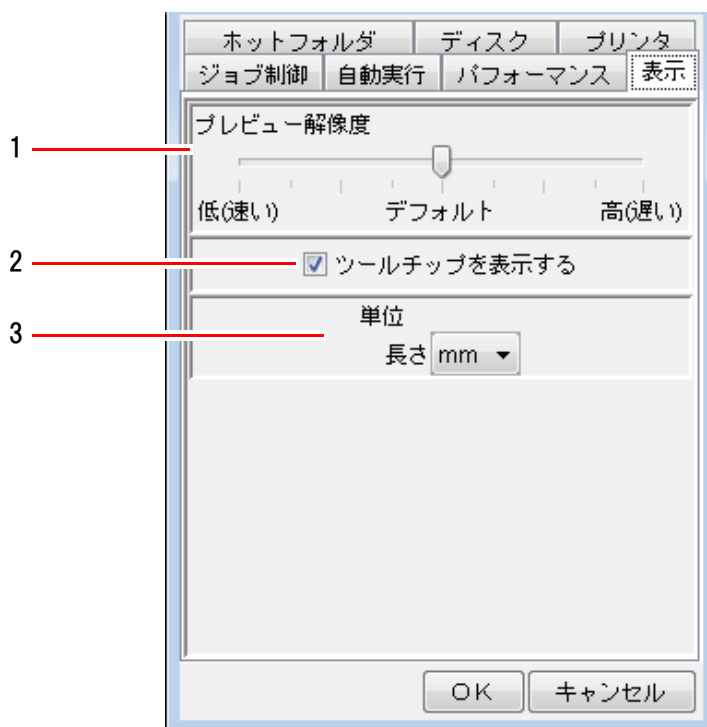 ホットフォルダ ディスク プリンタ
ジョブ制御 自動実行 パフォーマンス 表示
1
プレビュー解像度
低(速い) デフォルト 高(遅い)
2
ツールチップを表示する
3
単位
長さ mm
OK キャンセル